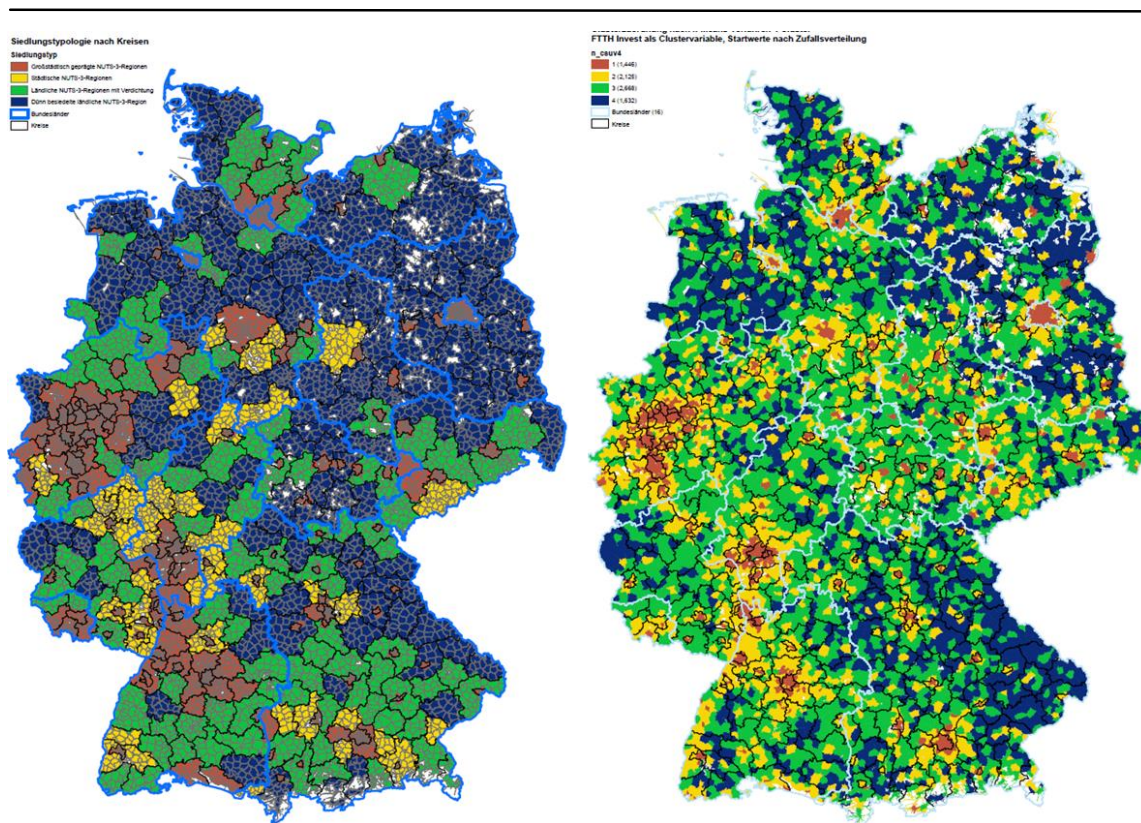 Siedlungstypologie nach Kreisen
Siedlungstyp
Großstädtisch geprägte NUTS-3-Regionen
Städtische NUTS-3-Regionen
Ländliche NUTS-3-Regionen mit Verdichtung
Dünn besiedelte ländliche NUTS-3-Region
Bundesländer
Kreise
FTTH Invest als Clustervariable, Startwerte nach Zufallsverteilung
n_cauv4
1 (1,446)
2 (2,125)
3 (2,668)
4 (1,632)
Bundesländer (16)
Kreise